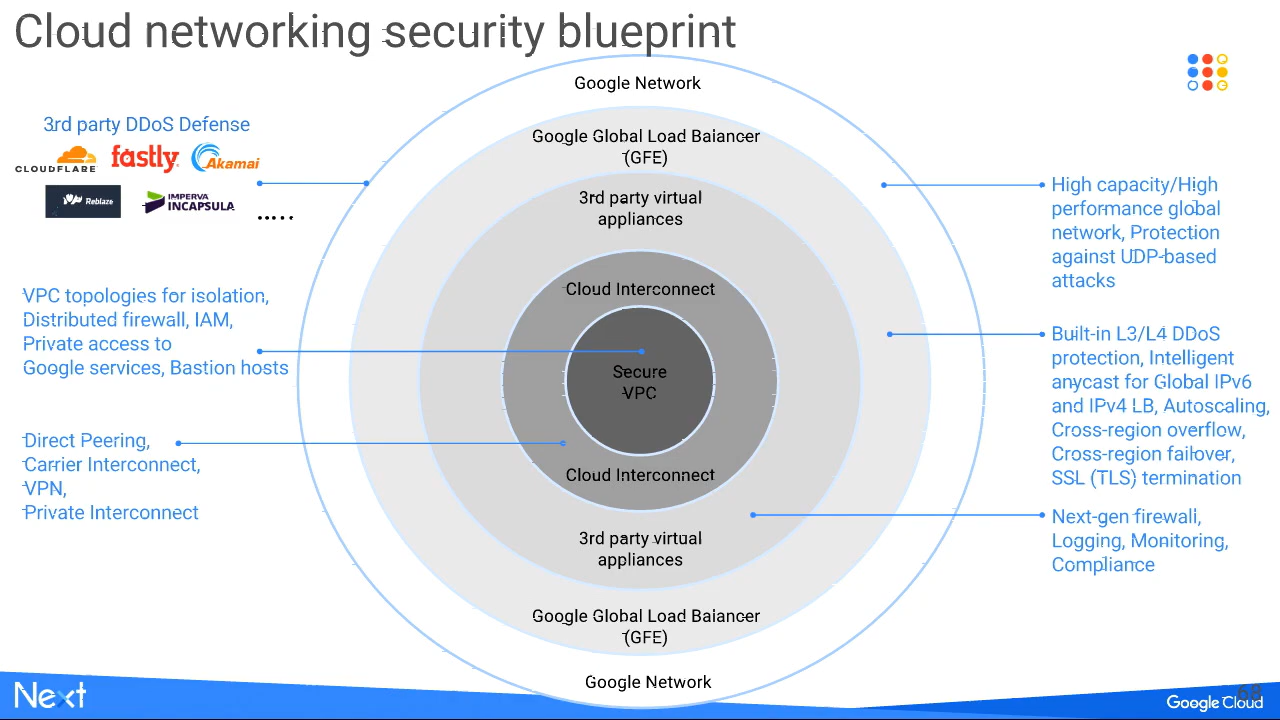 Cloud networking security blueprint
Google Network
Google Global Load Balancer
(GFE)
3rd party virtual
appliances
Cloud Interconnect
Secure
VPC
Cloud Interconnect
3rd party virtual
appliances
Google Global Load Balancer
(GFE)
Google Network
3rd party DDoS Defense
CLOUDFLARE
fastly
Akamai
Reblaze
IMPERVA
INCAPSULA
.....
VPC topologies for isolation,
Distributed firewall, IAM,
Private access to
Google services, Bastion hosts
Direct Peering,
Carrier Interconnect,
VPN,
Private Interconnect
High capacity/High
performance global
network, Protection
against UDP-based
attacks
Built-in L3/L4 DDoS
protection, Intelligent
anycast for Global IPv6
and IPv4 LB, Autoscaling,
Cross-region overflow,
Cross-region failover,
SSL (TLS) termination
Next-gen firewall,
Logging, Monitoring,
Compliance
Next
68
Google Cloud